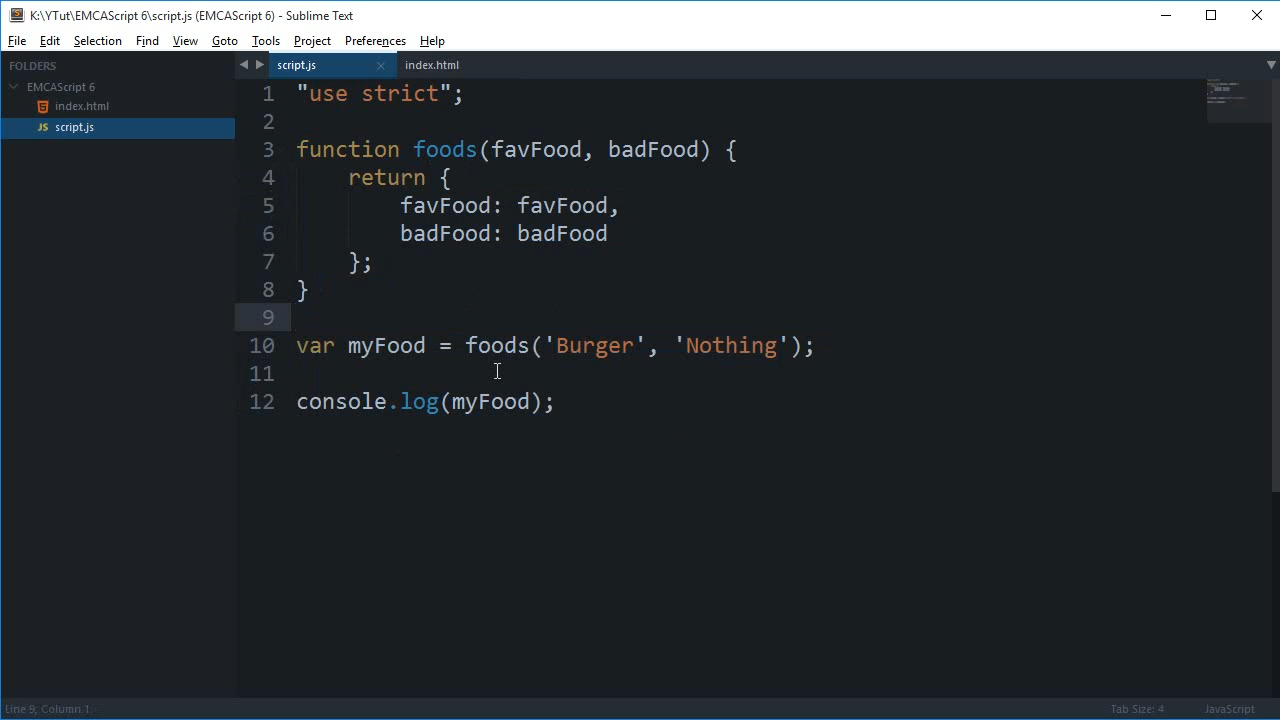 K:\YTut\EMCAScript 6\script.js (EMCAScript 6) - Sublime Text
File Edit Selection Find View Goto Tools Project Preferences Help
FOLDERS
EMCAScript 6
index.html
JS script.js
script.js index.html
1 "use strict";
2
3 function foods(favFood, badFood) {
4     return {
5         favFood: favFood,
6         badFood: badFood
7     };
8 }
9
10 var myFood = foods('Burger', 'Nothing');
11
12 console.log(myFood);
Line 9, Column 1 Tab Size: 4 JavaScript